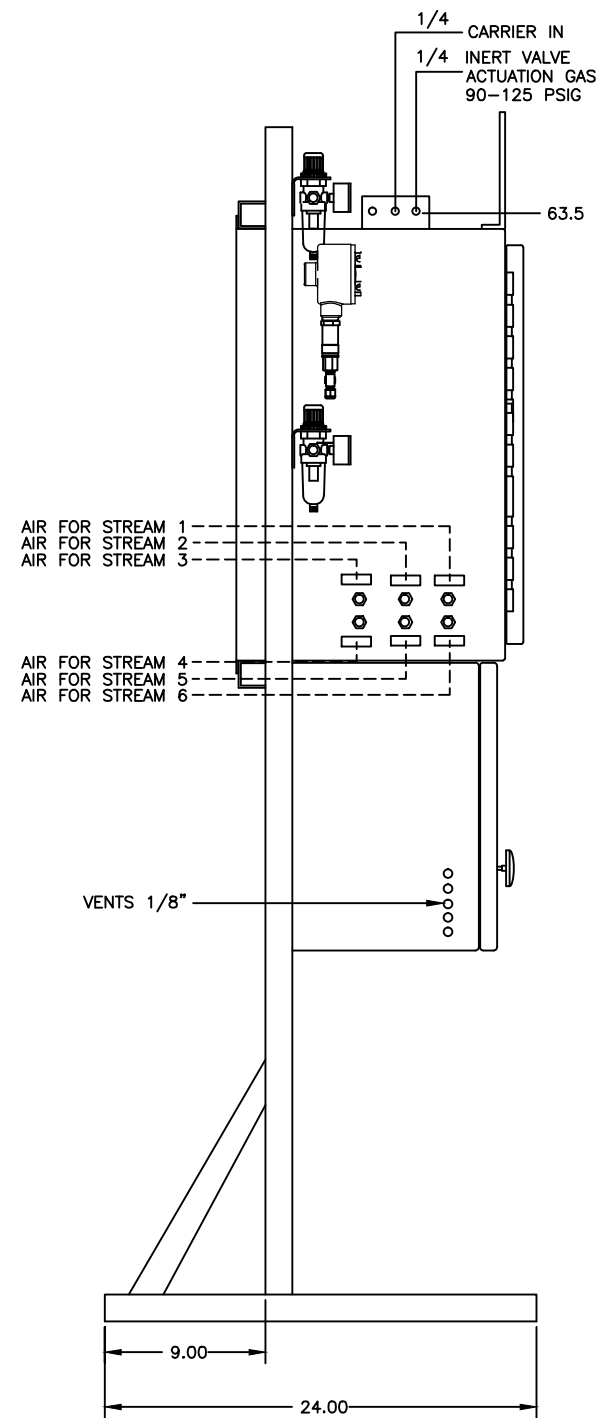 1/4 CARRIER IN
1/4 INERT VALVE
ACTUATION GAS
90-125 PSIG
63.5
AIR FOR STREAM 1
AIR FOR STREAM 2
AIR FOR STREAM 3
AIR FOR STREAM 4
AIR FOR STREAM 5
AIR FOR STREAM 6
VENTS 1/8"
9.00
24.00